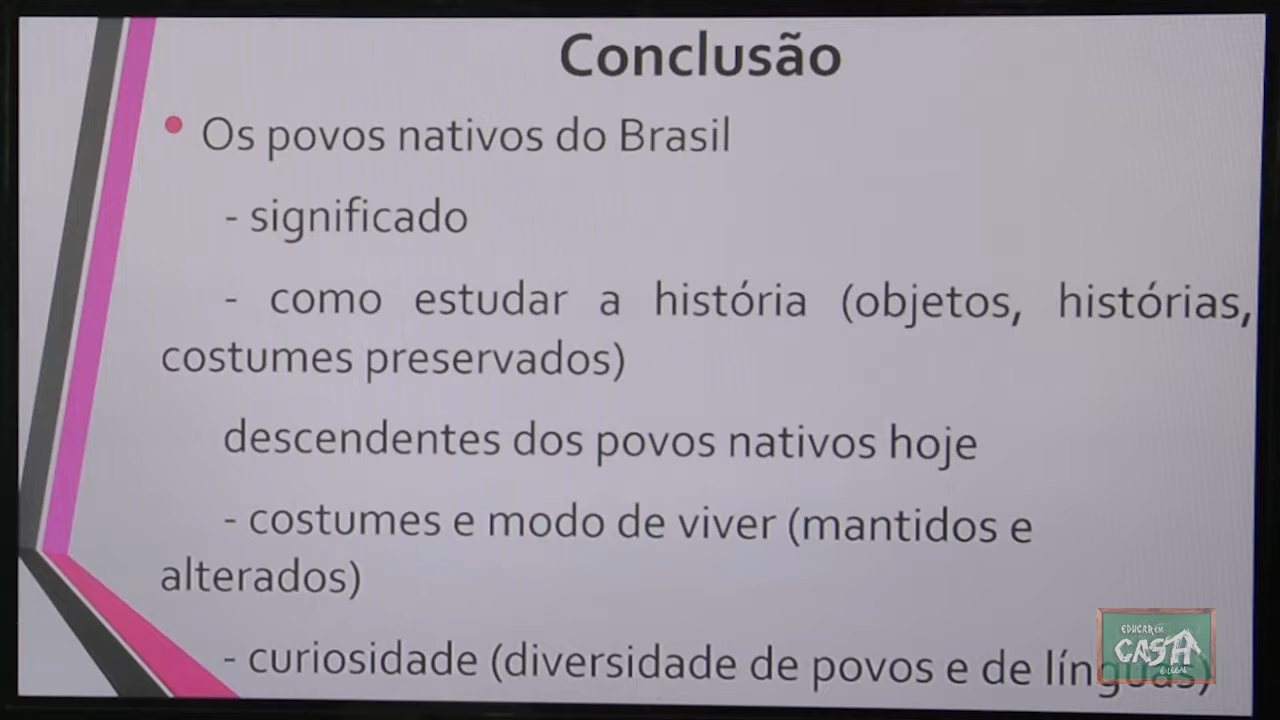 Conclusão
• Os povos nativos do Brasil
- significado
- como estudar a história (objetos, histórias,
costumes preservados)
descendentes dos povos nativos hoje
- costumes e modo de viver (mantidos e
alterados)
- curiosidade (diversidade de povos e de línguas)
EDUCAR EM
CASA
É LEGAL